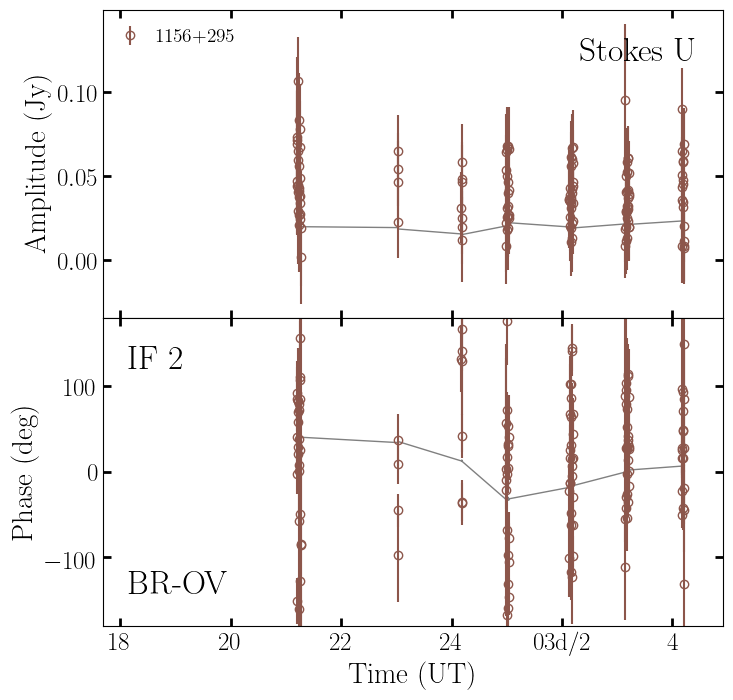 1156+295
Stokes U
Amplitude (Jy)
0.10
0.05
0.00
IF 2
BR-OV
Phase (deg)
100
0
−100
18 20 22 24 03d/2 4
Time (UT)